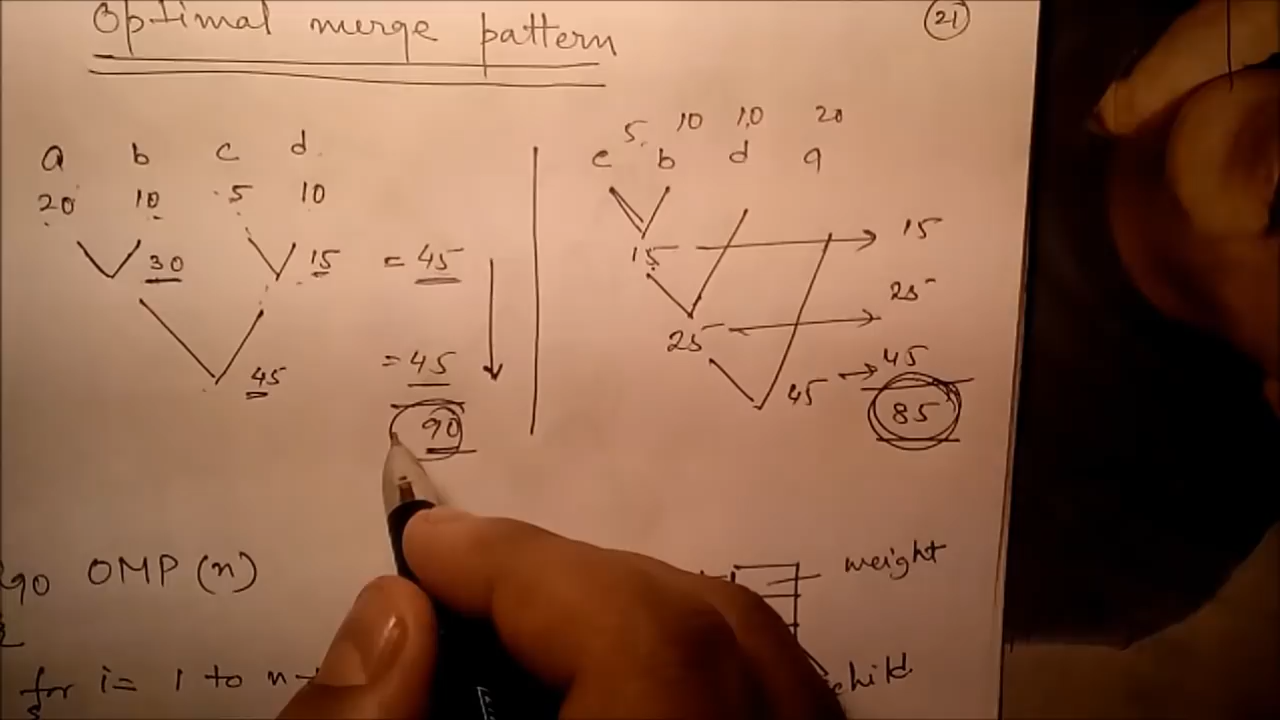 Optimal merge pattern
21
a b c d
20 10 5 10
30 15 = 45
45 = 45
90
5 10 10 20
c b d a
15 15
25 25
45 45
85
Algo OMP (n)
{
for i = 1 to n-
weight
child